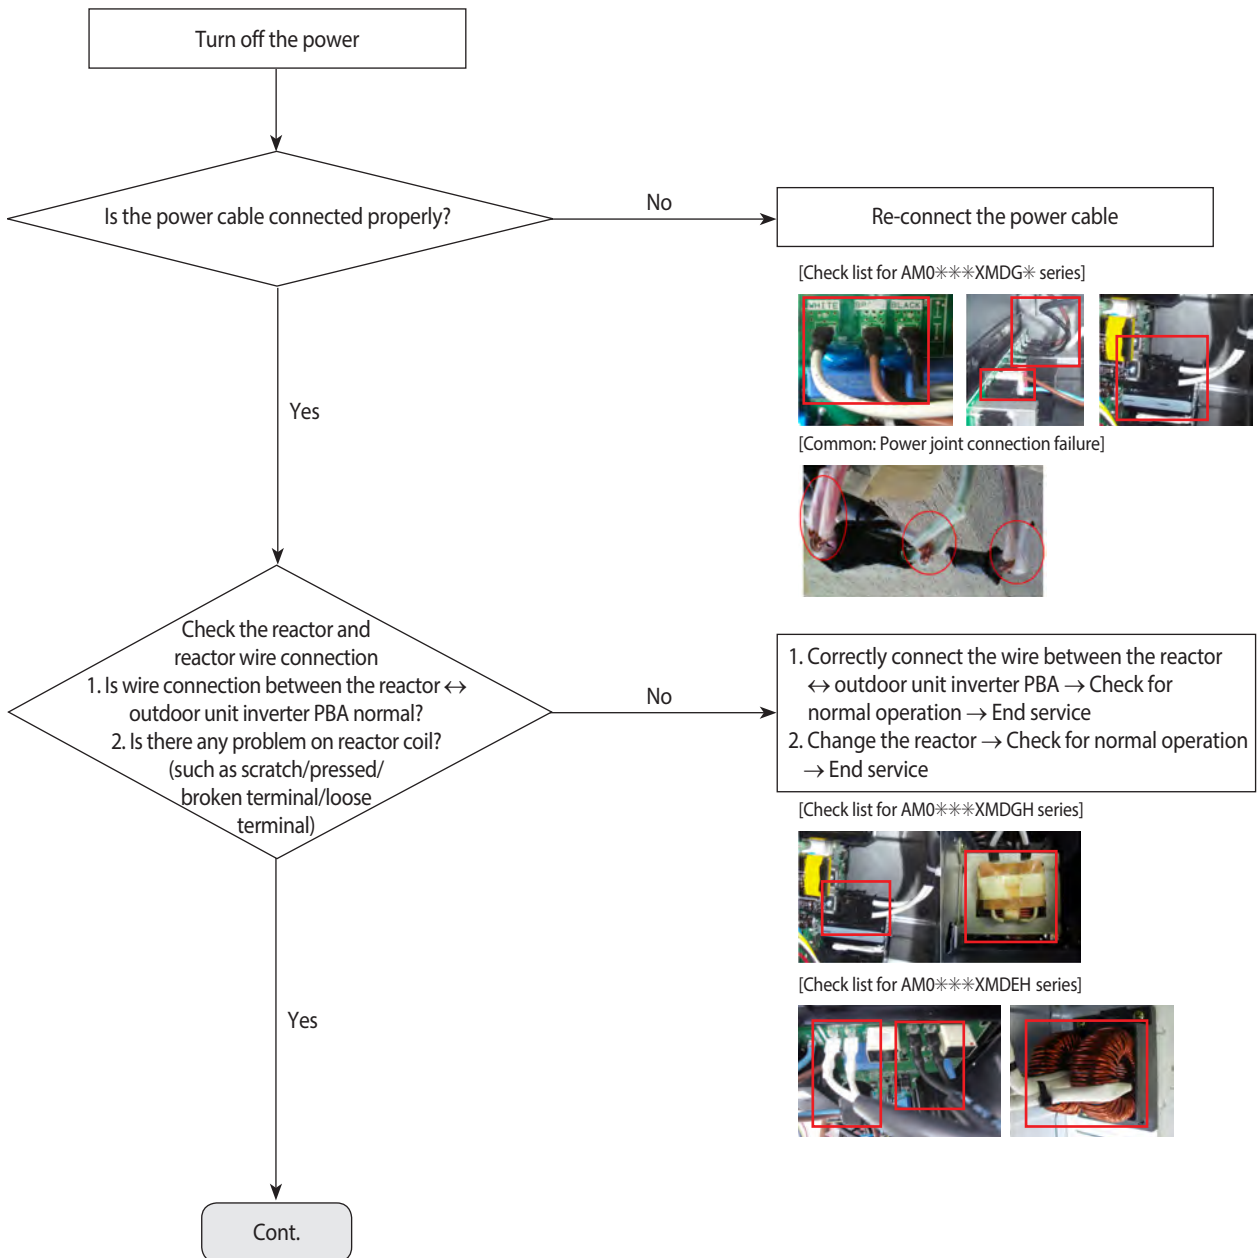 Turn off the power
Is the power cable connected properly?
No
Re-connect the power cable
[Check list for AM0✳✳✳XMDG✳ series]
WHITE
BLACK
Yes
[Common: Power joint connection failure]
Check the reactor and
reactor wire connection
1. Is wire connection between the reactor ↔
outdoor unit inverter PBA normal?
2. Is there any problem on reactor coil?
(such as scratch/pressed/
broken terminal/loose
terminal)
No
1. Correctly connect the wire between the reactor
↔ outdoor unit inverter PBA → Check for
normal operation → End service
2. Change the reactor → Check for normal operation
→ End service
[Check list for AM0✳✳✳XMDGH series]
[Check list for AM0✳✳✳XMDEH series]
Yes
Cont.